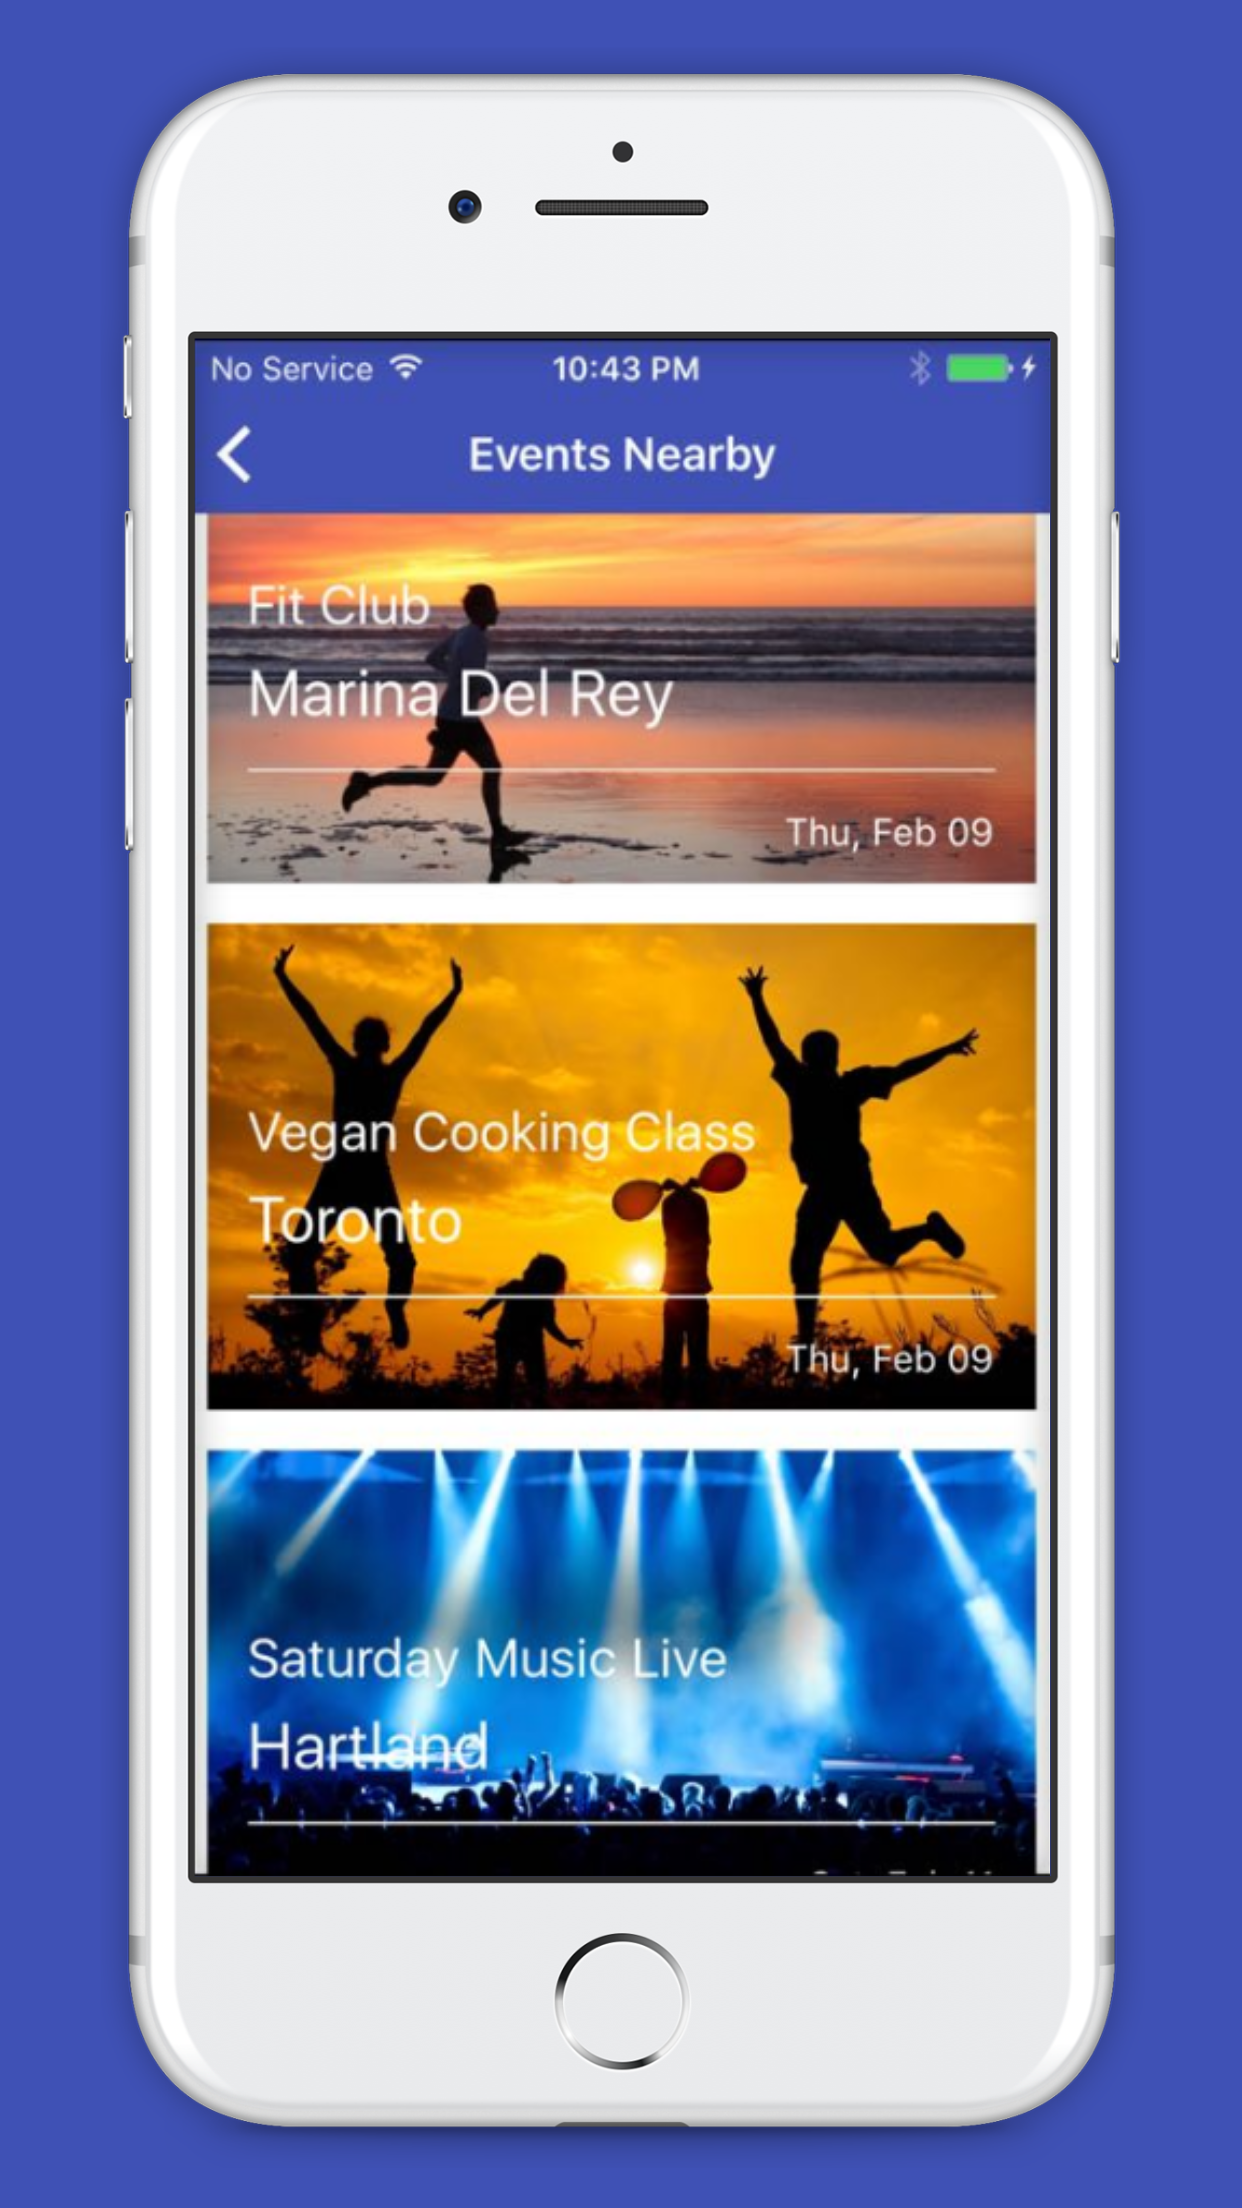 No Service 10:43 PM
Events Nearby
Fit Club
Marina Del Rey
Thu, Feb 09
Vegan Cooking Class
Toronto
Thu, Feb 09
Saturday Music Live
Hartland